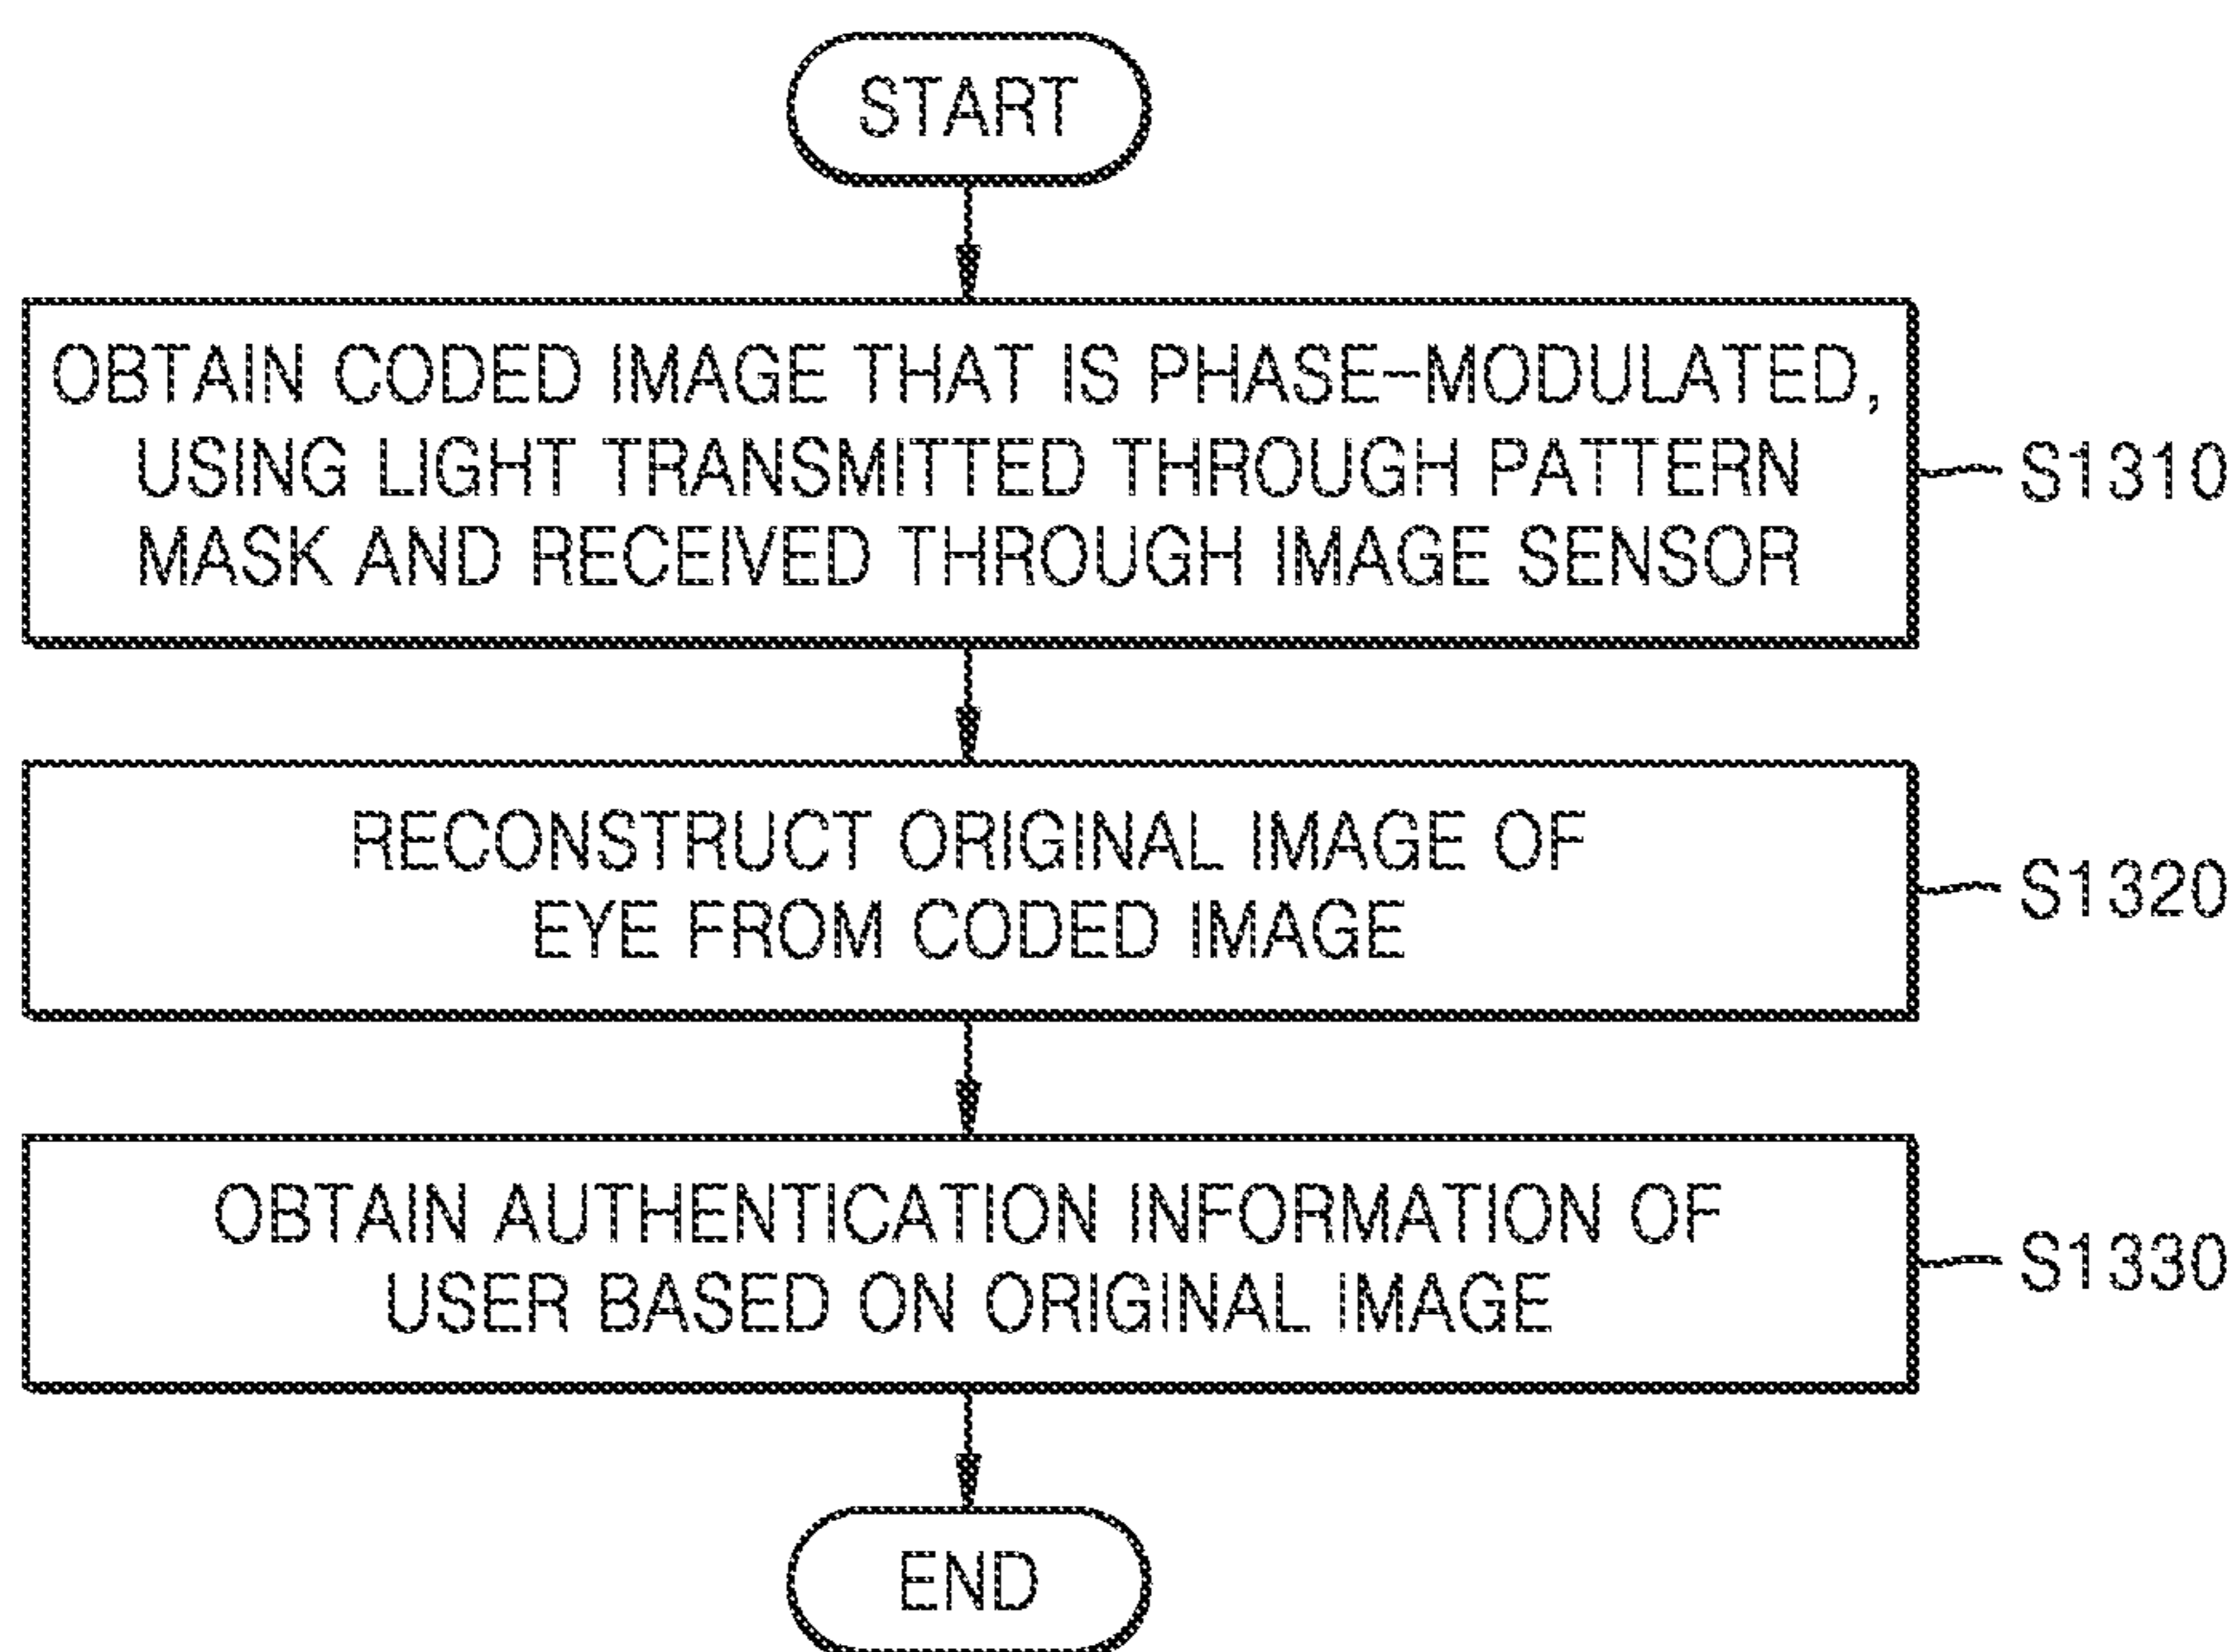 START
OBTAIN CODED IMAGE THAT IS PHASE-MODULATED,
USING LIGHT TRANSMITTED THROUGH PATTERN
MASK AND RECEIVED THROUGH IMAGE SENSOR
S1310
RECONSTRUCT ORIGINAL IMAGE OF
EYE FROM CODED IMAGE
S1320
OBTAIN AUTHENTICATION INFORMATION OF
USER BASED ON ORIGINAL IMAGE
S1330
END